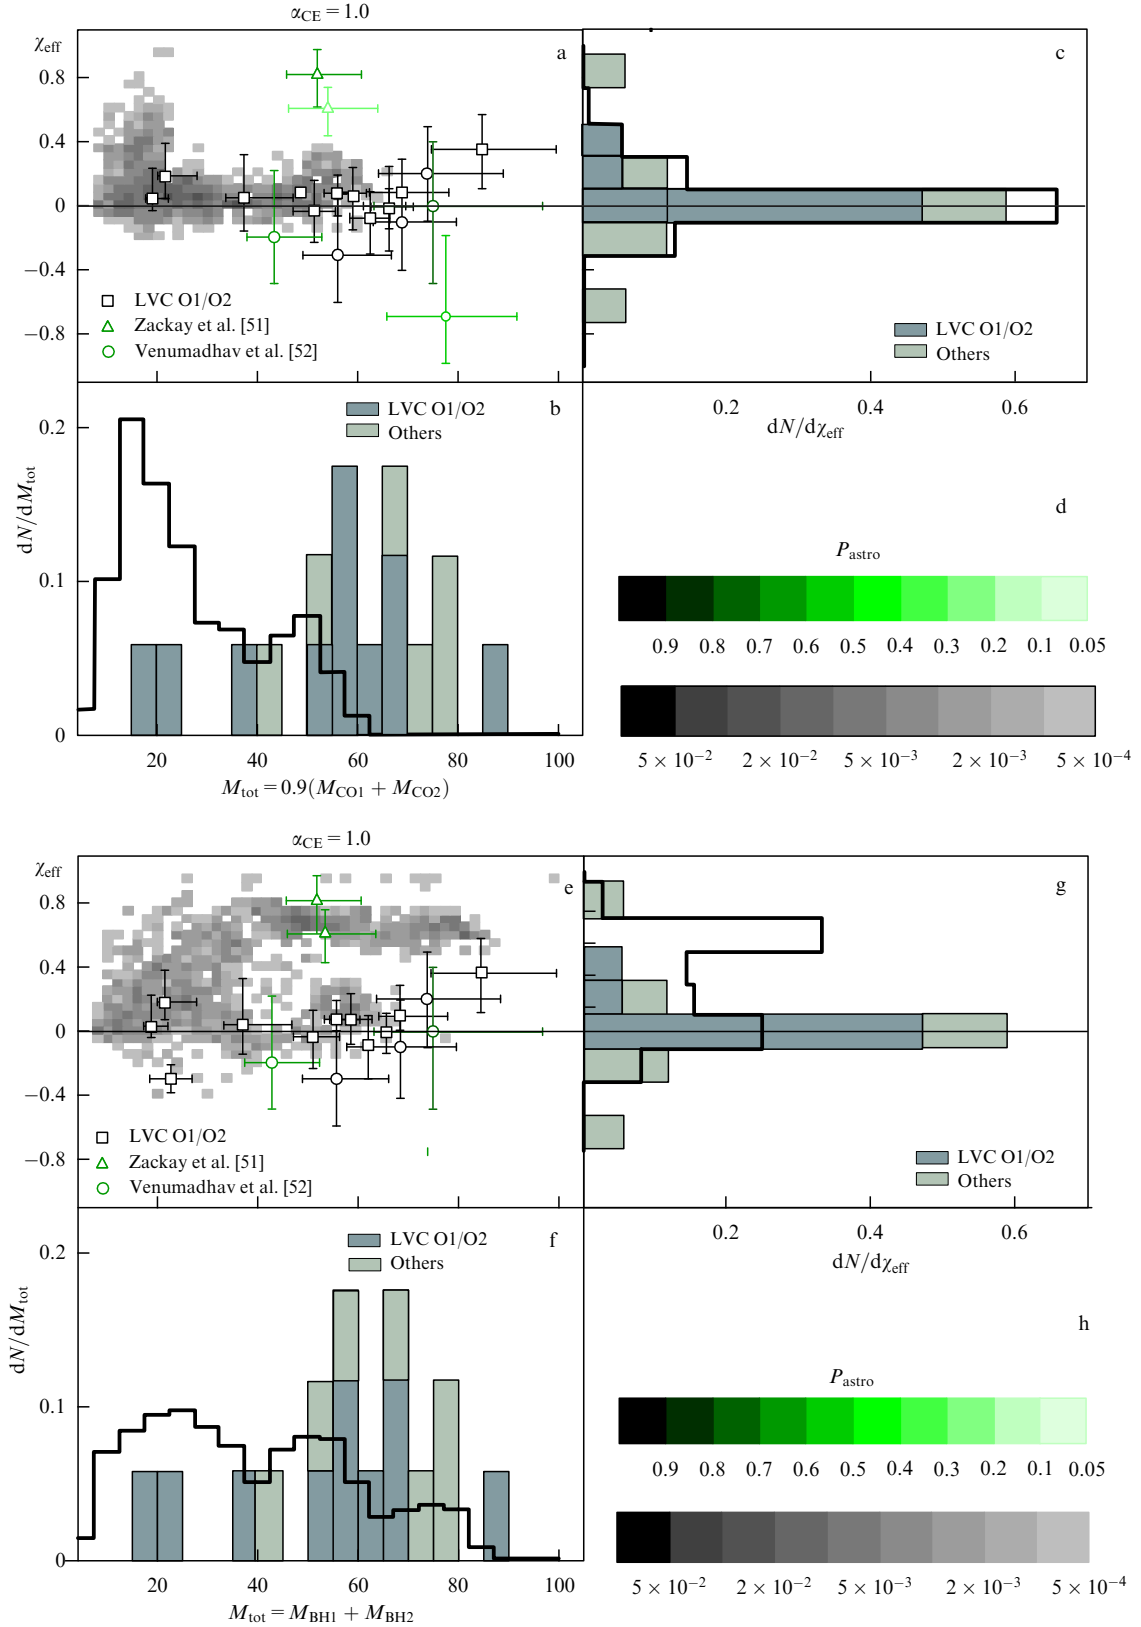 α_CE = 1.0
χ_eff
a
c
0.8
0.4
0
−0.4
−0.8
LVC O1/O2
Zackay et al. [51]
Venumadhav et al. [52]
LVC O1/O2
Others
0.2 0.4 0.6
dN/dχ_eff
b
LVC O1/O2
Others
dN/dM_tot
0.2
0.1
0
20 40 60 80 100
M_tot = 0.9(M_CO1 + M_CO2)
d
P_astro
0.9 0.8 0.7 0.6 0.5 0.4 0.3 0.2 0.1 0.05
5 × 10⁻² 2 × 10⁻² 5 × 10⁻³ 2 × 10⁻³ 5 × 10⁻⁴
α_CE = 1.0
χ_eff
e
g
0.8
0.4
0
−0.4
−0.8
LVC O1/O2
Zackay et al. [51]
Venumadhav et al. [52]
LVC O1/O2
Others
0.2 0.4 0.6
dN/dχ_eff
f
LVC O1/O2
Others
dN/dM_tot
0.2
0.1
0
20 40 60 80 100
M_tot = M_BH1 + M_BH2
h
P_astro
0.9 0.8 0.7 0.6 0.5 0.4 0.3 0.2 0.1 0.05
5 × 10⁻² 2 × 10⁻² 5 × 10⁻³ 2 × 10⁻³ 5 × 10⁻⁴